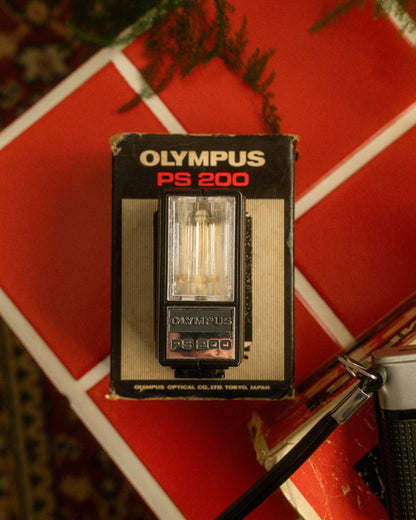 OLYMPUS
PS 200
OLYMPUS
PS 200
OLYMPUS OPTICAL CO., LTD. TOKYO, JAPAN